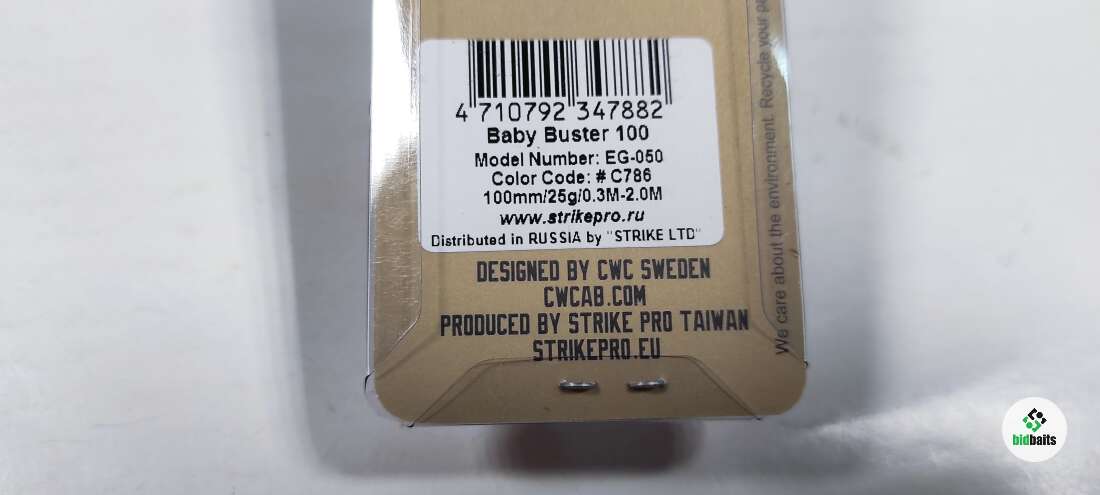 4 710792 347882
Baby Buster 100
Model Number: EG-050
Color Code: # C786
100mm/25g/0.3M-2.0M
www.strikepro.ru
Distributed in RUSSIA by "STRIKE LTD"
DESIGNED BY CWC SWEDEN
CWCAB.COM
PRODUCED BY STRIKE PRO TAIWAN
STRIKEPRO.EU
We care about the environment. Recycle your
bidbaits